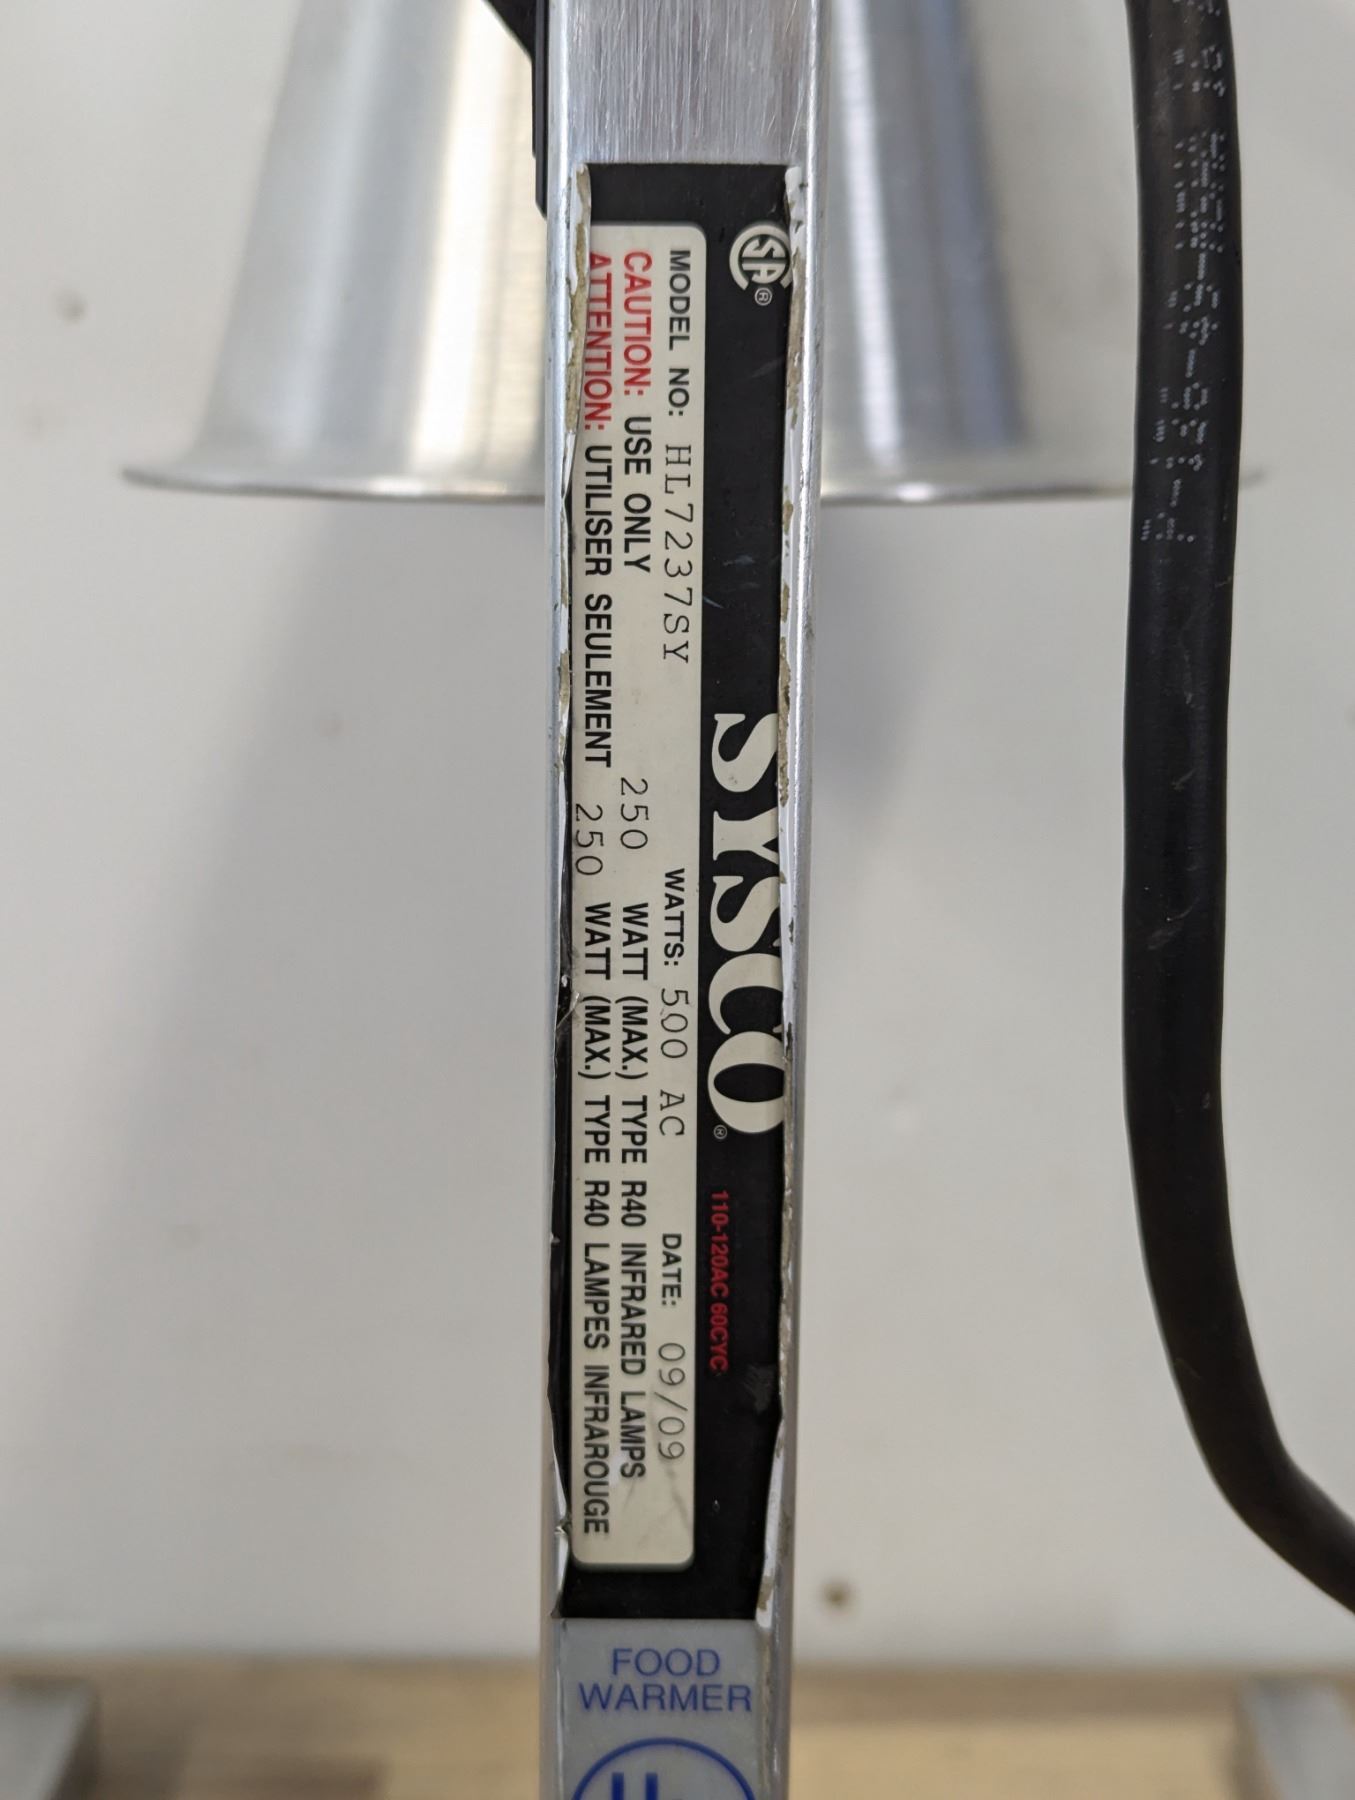 SA®
SYSCO® 110-120AC 60CYC
MODEL NO: HL7237SY WATTS: 500 AC DATE: 09/09
CAUTION: USE ONLY 250 WATT (MAX.) TYPE R40 INFRARED LAMPS
ATTENTION: UTILISER SEULEMENT 250 WATT (MAX.) TYPE R40 LAMPES INFRAROUGE
FOOD
WARMER